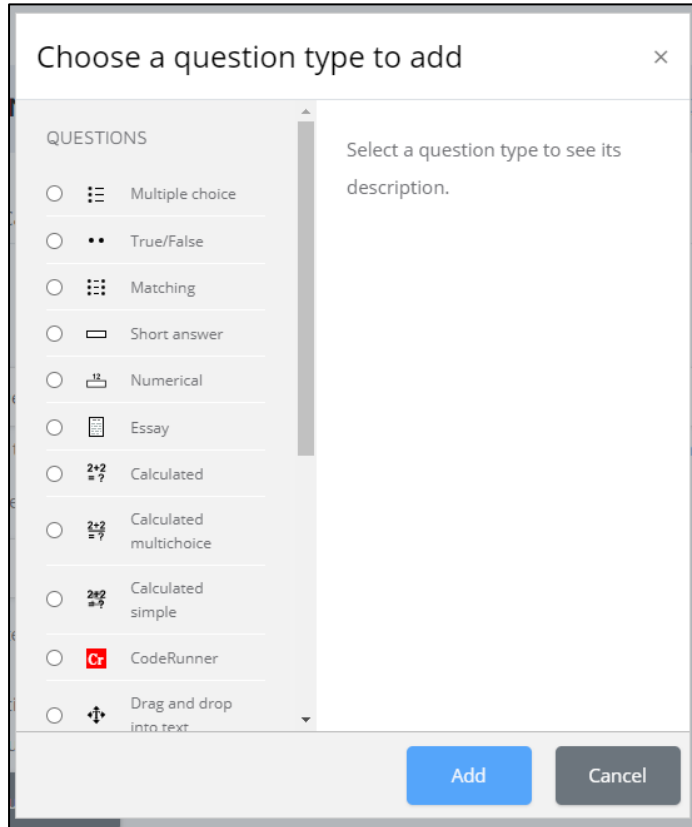 Choose a question type to add
×
QUESTIONS
Select a question type to see its
description.
Multiple choice
True/False
Matching
Short answer
12
Numerical
Essay
2+2
= ?
Calculated
2+2
= ?
Calculated
multichoice
2+2
= ?
Calculated
simple
Cr
CodeRunner
Drag and drop
into text
Add
Cancel